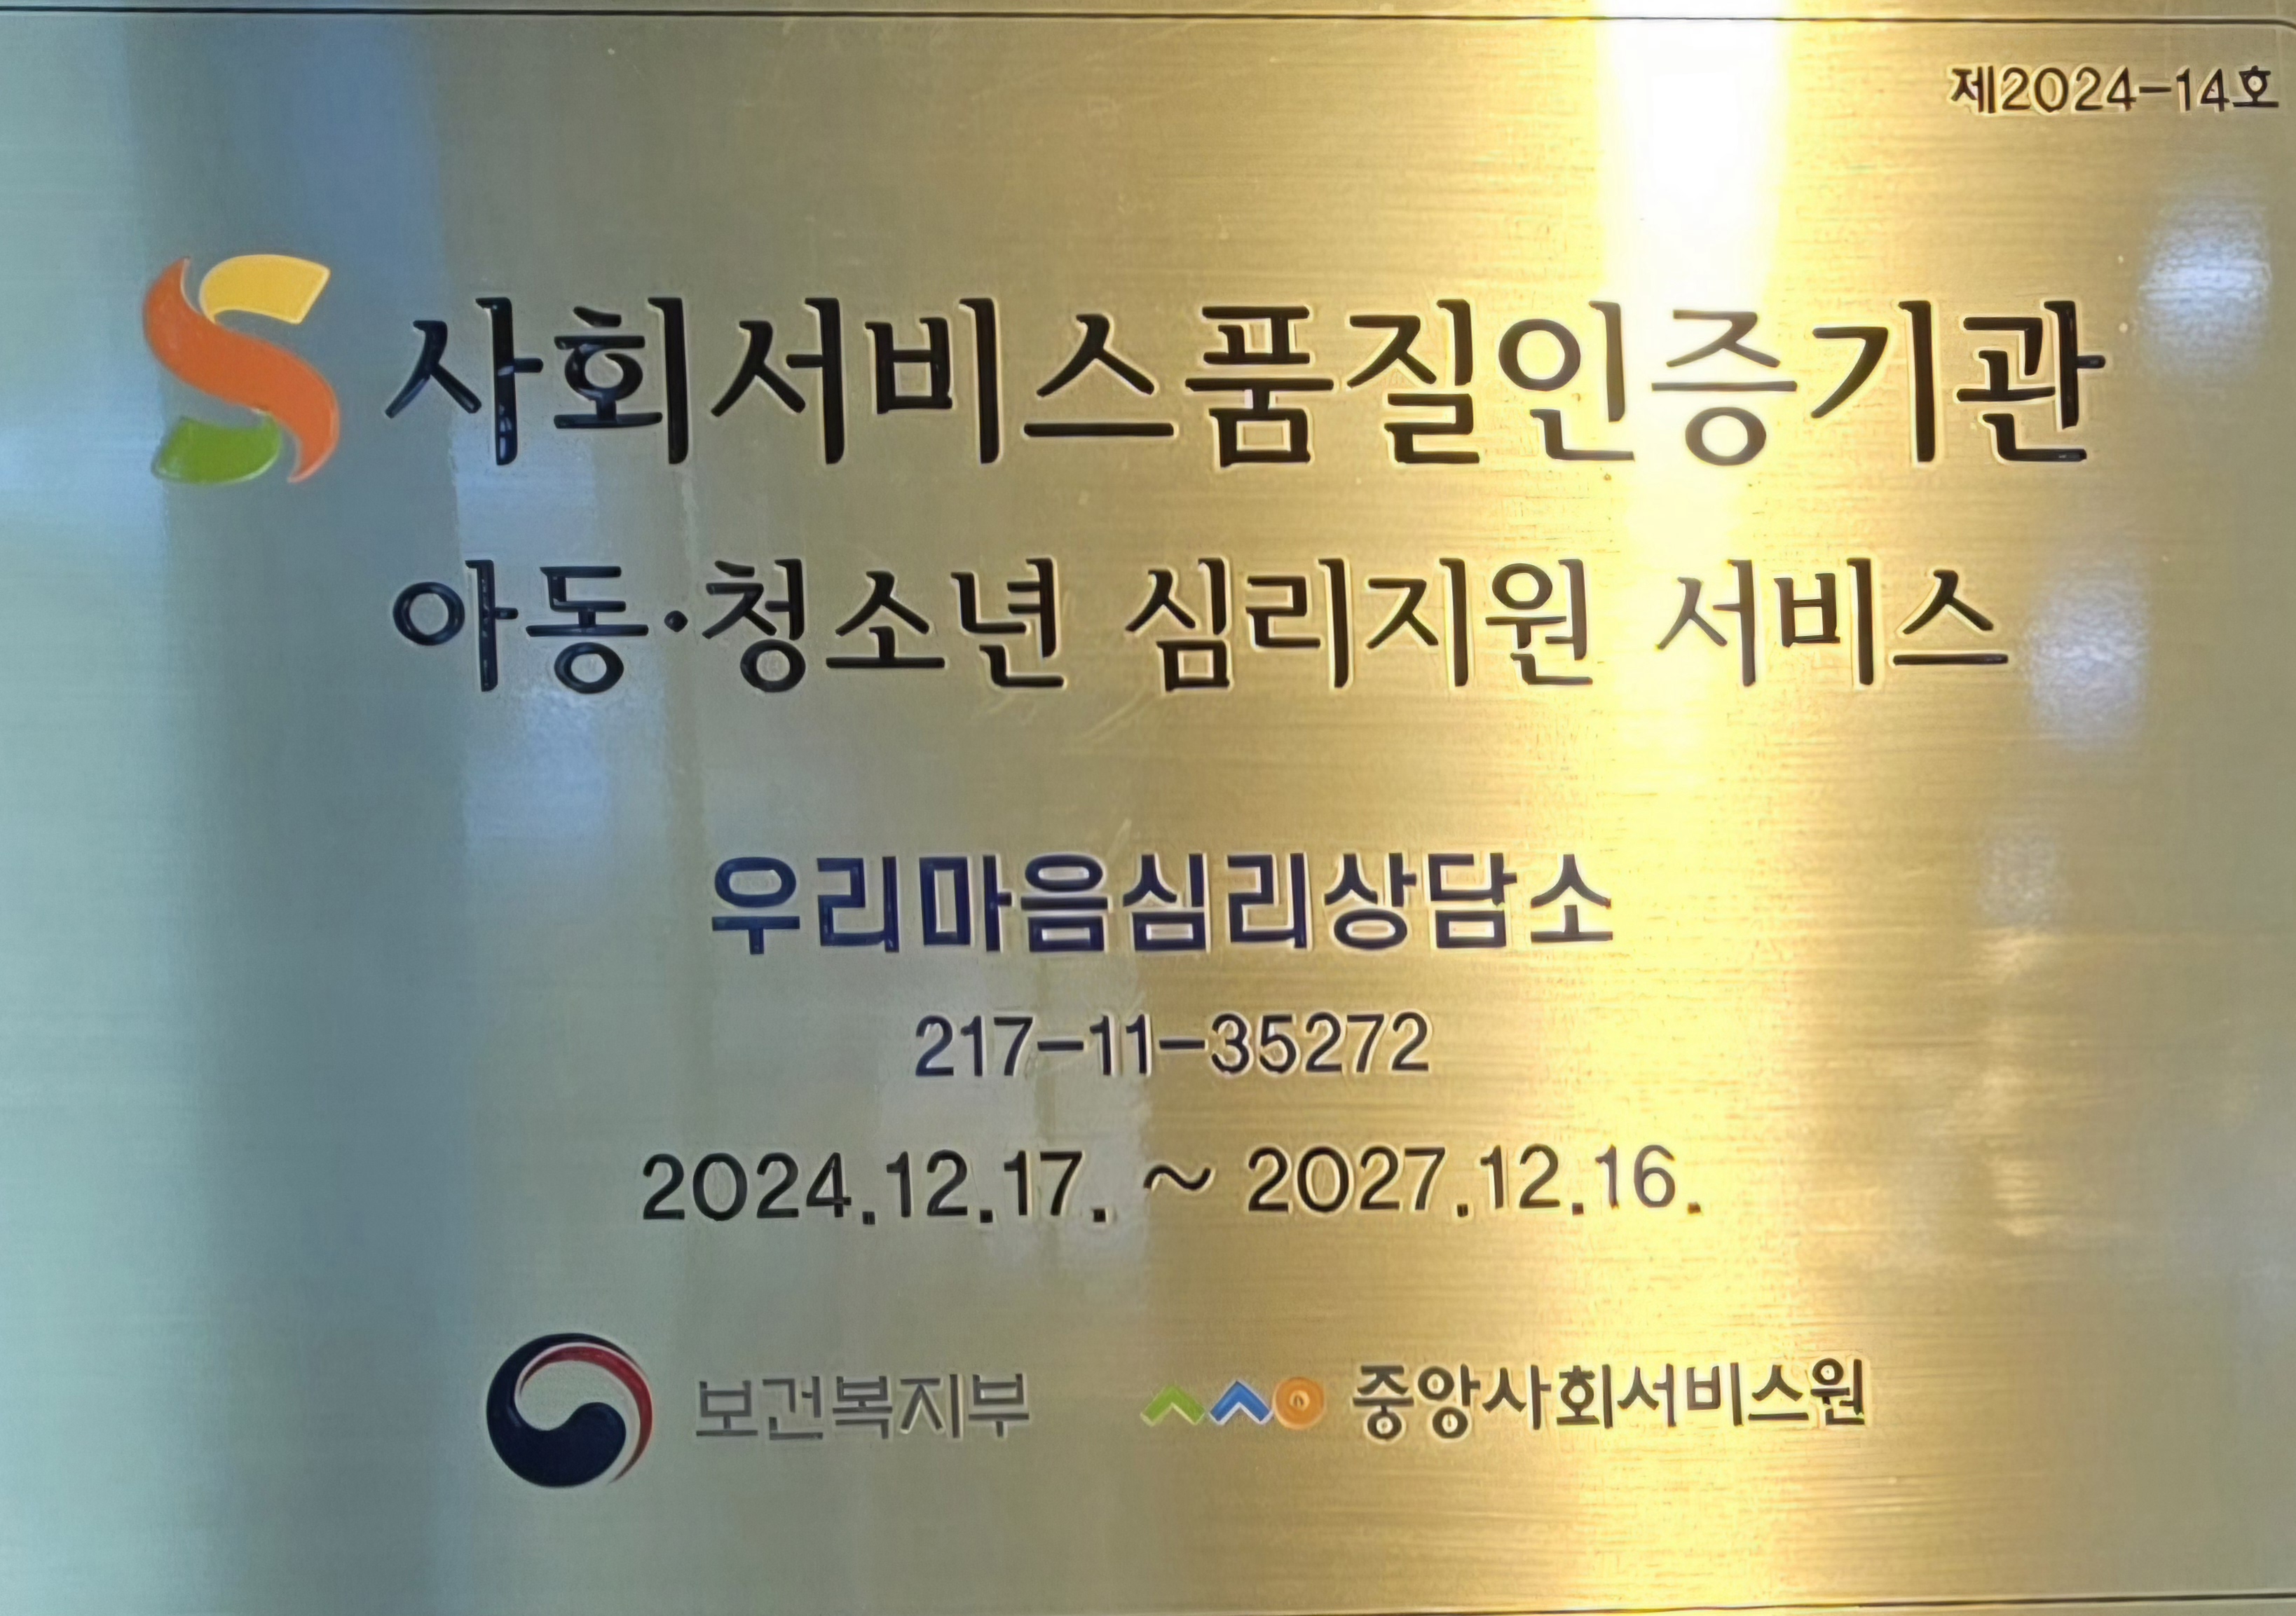 제2024-14호
사회서비스품질인증기관
아동·청소년 심리지원 서비스
우리마음심리상담소
217-11-35272
2024.12.17. ~ 2027.12.16.
보건복지부 중앙사회서비스원